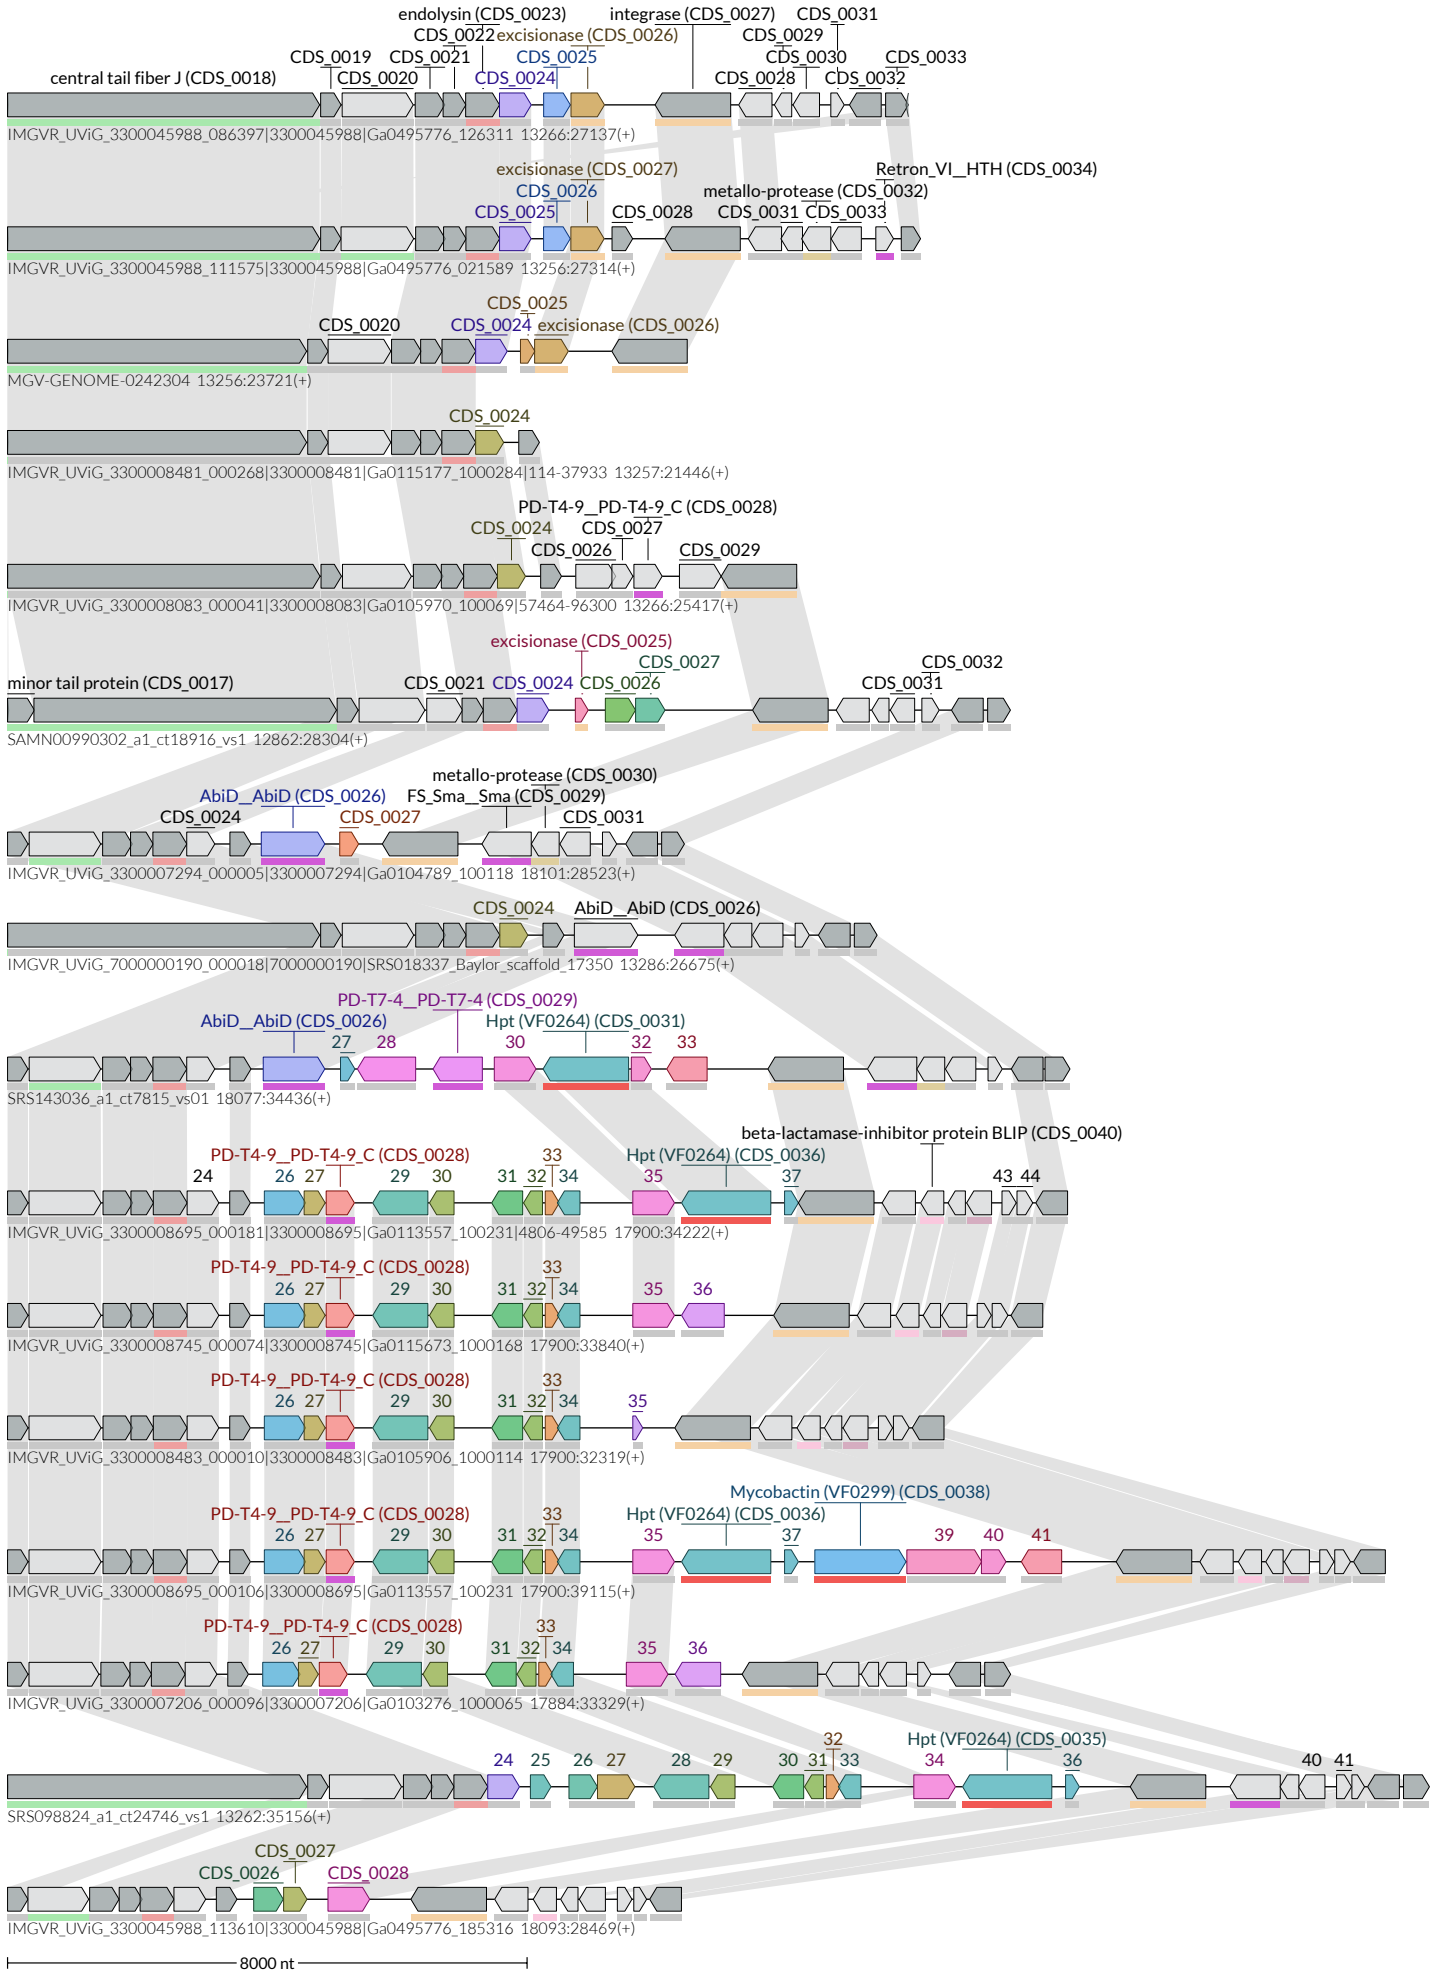 endolysin (CDS_0023) integrase (CDS_0027) CDS_0031
CDS_0022 excisionase (CDS_0026) CDS_0029
CDS_0019 CDS_0021 CDS_0025 CDS_0030 CDS_0033
central tail fiber J (CDS_0018) CDS_0020 CDS_0024 CDS_0028 CDS_0032
IMGVR_UViG_3300045988_086397|3300045988|Ga0495776_126311 13266:27137(+)
excisionase (CDS_0027) Retron_VI__HTH (CDS_0034)
CDS_0026 metallo-protease (CDS_0032)
CDS_0025 CDS_0028 CDS_0031 CDS_0033
IMGVR_UViG_3300045988_111575|3300045988|Ga0495776_021589 13256:27314(+)
CDS_0025
CDS_0020 CDS_0024 excisionase (CDS_0026)
MGV-GENOME-0242304 13256:23721(+)
CDS_0024
IMGVR_UViG_3300008481_000268|3300008481|Ga0115177_1000284|114-37933 13257:21446(+)
PD-T4-9__PD-T4-9_C (CDS_0028)
CDS_0024 CDS_0027
CDS_0026 CDS_0029
IMGVR_UViG_3300008083_000041|3300008083|Ga0105970_100069|57464-96300 13266:25417(+)
excisionase (CDS_0025)
CDS_0027 CDS_0032
minor tail protein (CDS_0017) CDS_0021 CDS_0024 CDS_0026 CDS_0031
SAMN00990302_a1_ct18916_vs1 12862:28304(+)
metallo-protease (CDS_0030)
AbiD__AbiD (CDS_0026) FS_Sma__Sma (CDS_0029)
CDS_0024 CDS_0027 CDS_0031
IMGVR_UViG_3300007294_000005|3300007294|Ga0104789_100118 18101:28523(+)
CDS_0024 AbiD__AbiD (CDS_0026)
IMGVR_UViG_7000000190_000018|7000000190|SRS018337_Baylor_scaffold_17350 13286:26675(+)
PD-T7-4__PD-T7-4 (CDS_0029)
AbiD__AbiD (CDS_0026) Hpt (VF0264) (CDS_0031)
27 28 30 32 33
SRS143036_a1_ct7815_vs01 18077:34436(+)
beta-lactamase-inhibitor protein BLIP (CDS_0040)
PD-T4-9__PD-T4-9_C (CDS_0028) 33 Hpt (VF0264) (CDS_0036)
24 26 27 29 30 31 32 34 35 37 43 44
IMGVR_UViG_3300008695_000181|3300008695|Ga0113557_100231|4806-49585 17900:34222(+)
PD-T4-9__PD-T4-9_C (CDS_0028) 33
26 27 29 30 31 32 34 35 36
IMGVR_UViG_3300008745_000074|3300008745|Ga0115673_1000168 17900:33840(+)
PD-T4-9__PD-T4-9_C (CDS_0028) 33
26 27 29 30 31 32 34 35
IMGVR_UViG_3300008483_000010|3300008483|Ga0105906_1000114 17900:32319(+)
Mycobactin (VF0299) (CDS_0038)
PD-T4-9__PD-T4-9_C (CDS_0028) 33 Hpt (VF0264) (CDS_0036)
26 27 29 30 31 32 34 35 37 39 40 41
IMGVR_UViG_3300008695_000106|3300008695|Ga0113557_100231 17900:39115(+)
PD-T4-9__PD-T4-9_C (CDS_0028) 33
26 27 29 30 31 32 34 35 36
IMGVR_UViG_3300007206_000096|3300007206|Ga0103276_1000065 17884:33329(+)
32 Hpt (VF0264) (CDS_0035)
24 25 26 27 28 29 30 31 33 34 36 40 41
SRS098824_a1_ct24746_vs1 13262:35156(+)
CDS_0027
CDS_0026 CDS_0028
IMGVR_UViG_3300045988_113610|3300045988|Ga0495776_185316 18093:28469(+)
8000 nt